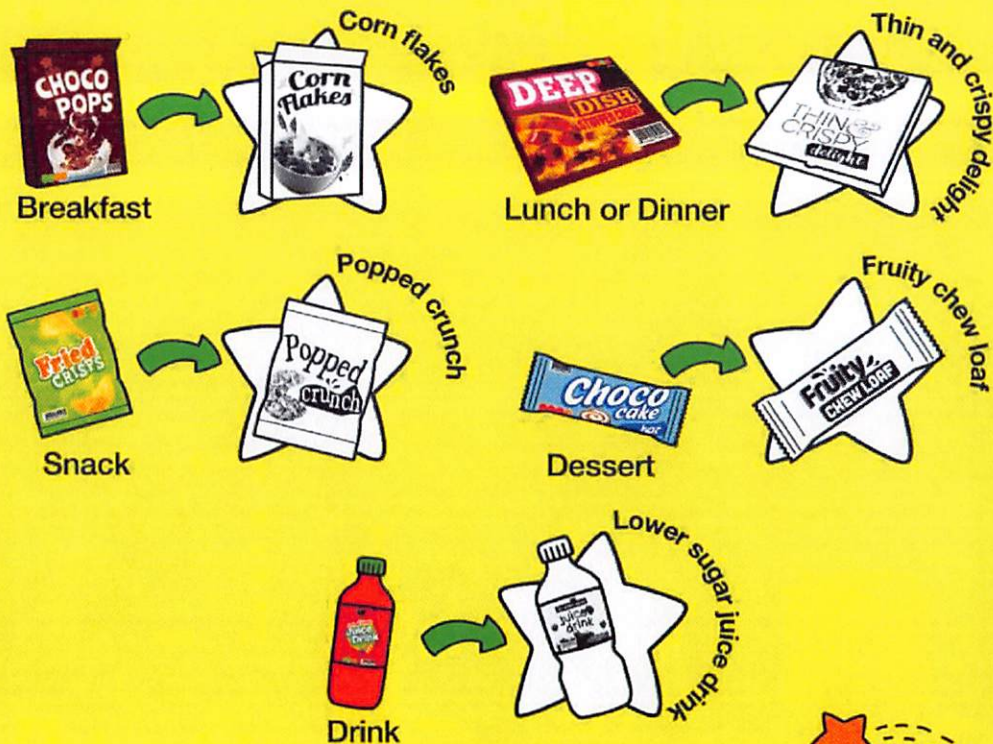 Corn flakes
CHOCO
POPS
Corn
Flakes
Breakfast
Thin and crispy delight
DEEP
DISH
THIN &
CRISPY
delight
Lunch or Dinner
Popped crunch
Fried
CRISPS
Popped
crunch
Snack
Fruity chew loaf
Choco
cake
bar
Fruity
CHEW LOAF
Dessert
Lower sugar juice drink
Juice
Drink
juice
drink
Drink